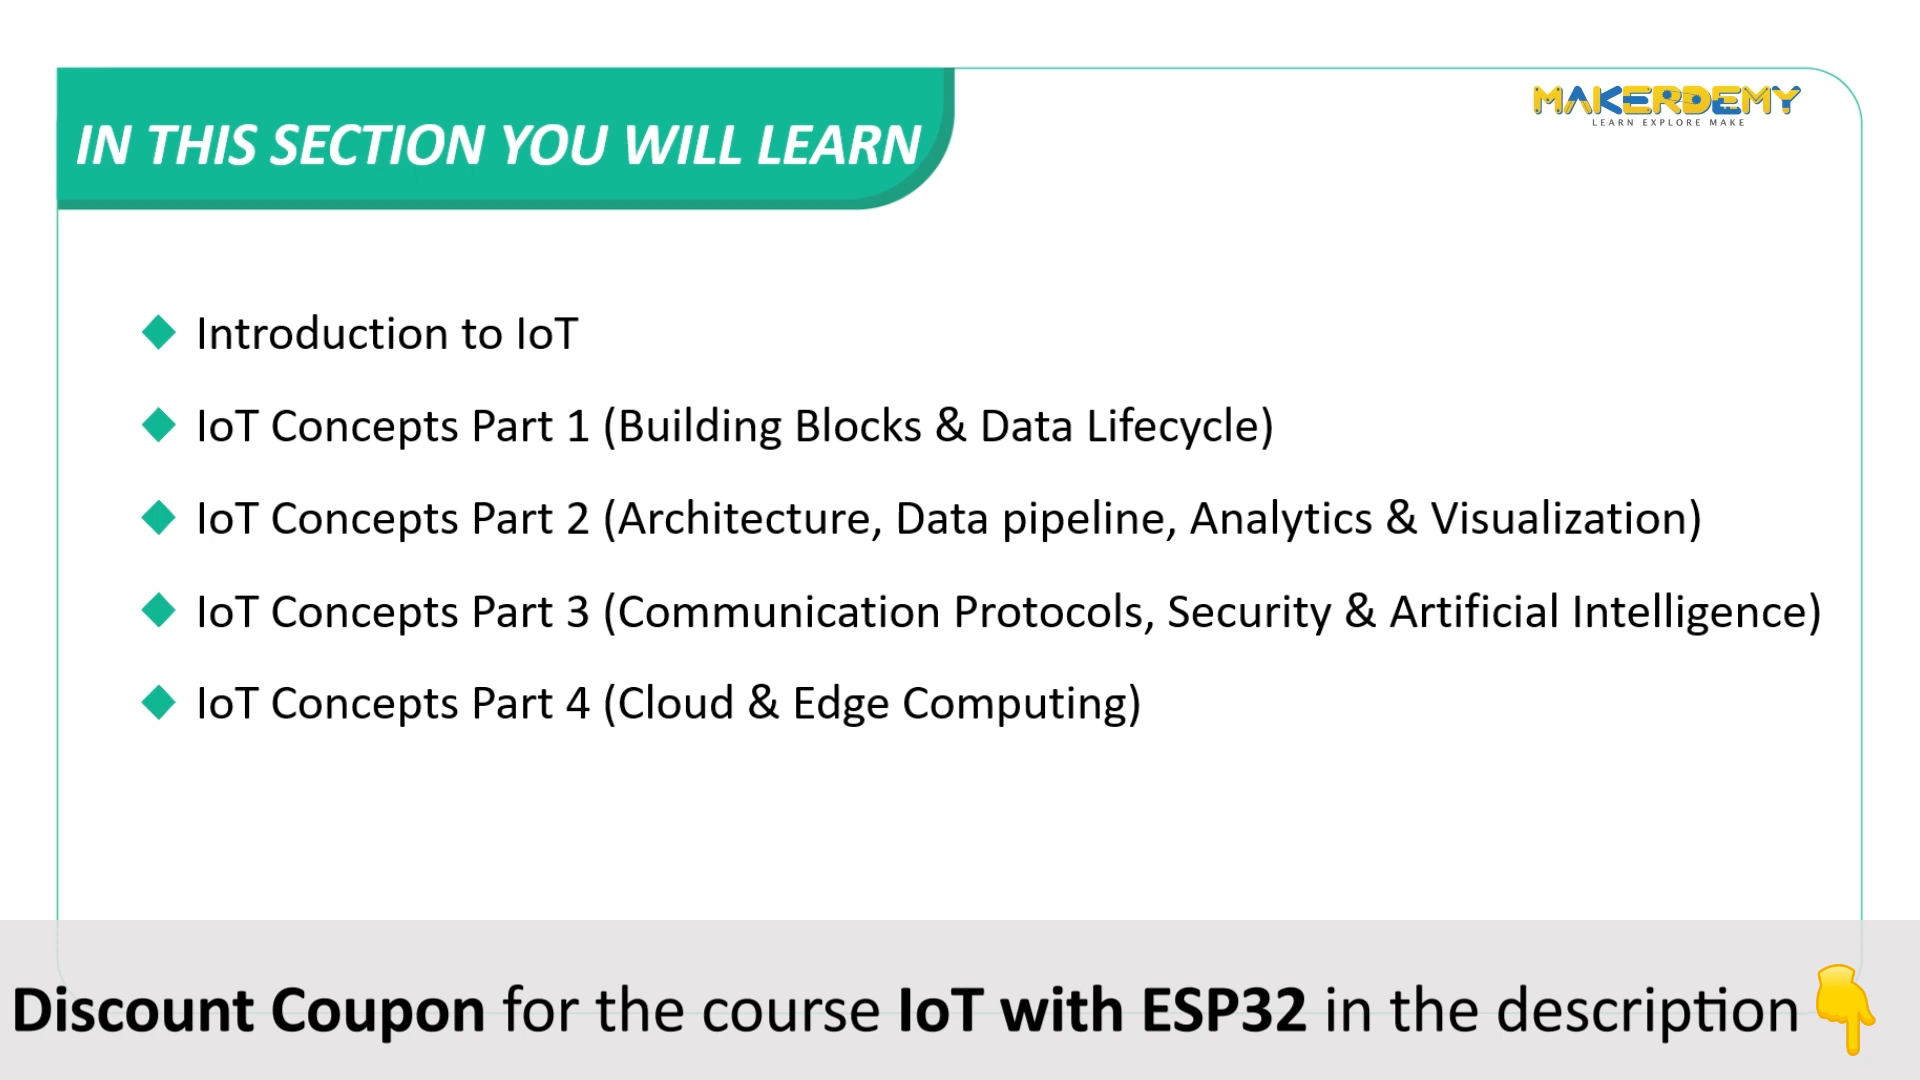 MAKERDEMY
LEARN EXPLORE MAKE
IN THIS SECTION YOU WILL LEARN
Introduction to IoT
IoT Concepts Part 1 (Building Blocks & Data Lifecycle)
IoT Concepts Part 2 (Architecture, Data pipeline, Analytics & Visualization)
IoT Concepts Part 3 (Communication Protocols, Security & Artificial Intelligence)
IoT Concepts Part 4 (Cloud & Edge Computing)
Discount Coupon for the course IoT with ESP32 in the description